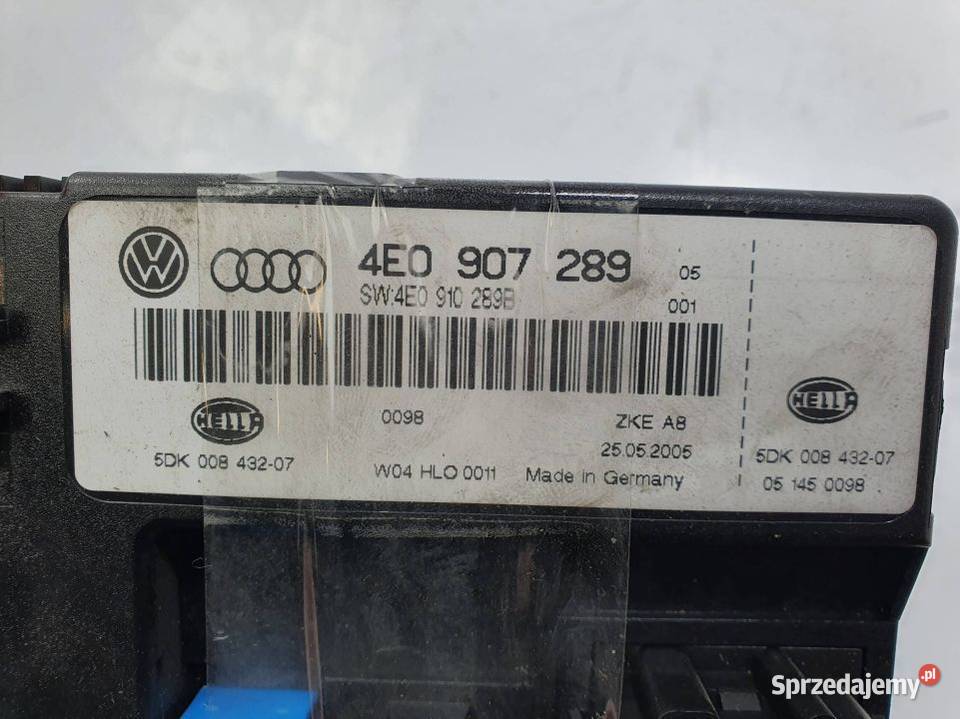 4E0 907 289 05
SW:4E0 910 289B 001
HELLA
0098
ZKE A8
5DK 008 432-07
25.05.2005
W04 HLO 0011
Made in Germany
HELLA
5DK 008 432-07
05 145 0098
Sprzedajemy.pl